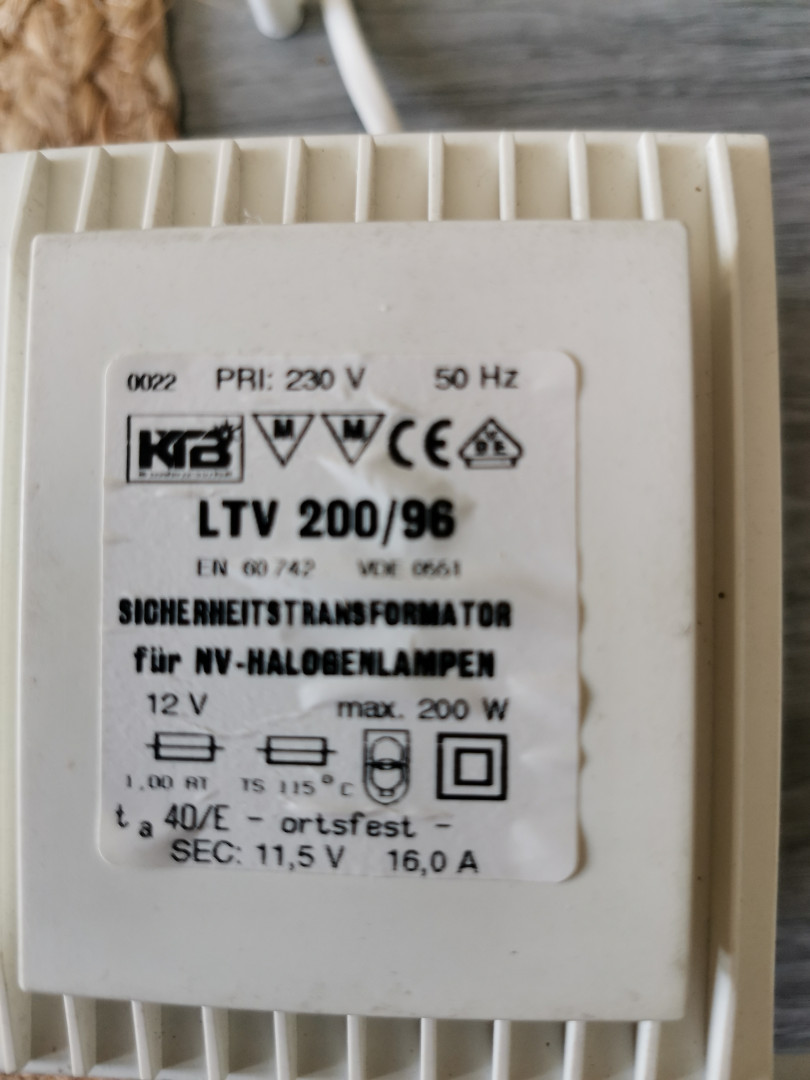 0022 PRI: 230 V 50 Hz
KTB M M CE
LTV 200/96
EN 60 742 VDE 0551
SICHERHEITSTRANSFORMATOR
für NV-HALOGENLAMPEN
12 V max. 200 W
1,00 AT TS 115°C
ta 40/E - ortsfest -
SEC: 11,5 V 16,0 A